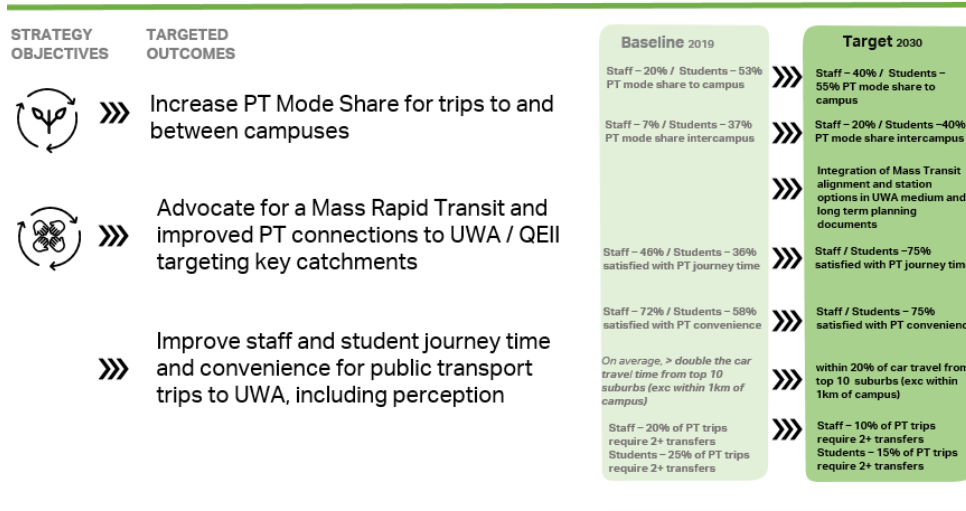 STRATEGY
OBJECTIVES
TARGETED
OUTCOMES
Increase PT Mode Share for trips to and
between campuses
Advocate for a Mass Rapid Transit and
improved PT connections to UWA / QEII
targeting key catchments
Improve staff and student journey time
and convenience for public transport
trips to UWA, including perception
Baseline 2019
Staff – 20% / Students – 53%
PT mode share to campus
Staff – 7% / Students – 37%
PT mode share intercampus
Staff – 46% / Students – 36%
satisfied with PT journey time
Staff – 72% / Students – 58%
satisfied with PT convenience
On average, > double the car
travel time from top 10
suburbs (exc within 1km of
campus)
Staff – 20% of PT trips
require 2+ transfers
Students – 25% of PT trips
require 2+ transfers
Target 2030
Staff – 40% / Students –
55% PT mode share to
campus
Staff – 20% / Students –40%
PT mode share intercampus
Integration of Mass Transit
alignment and station
options in UWA medium and
long term planning
documents
Staff / Students –75%
satisfied with PT journey tim
Staff / Students – 75%
satisfied with PT convenienc
within 20% of car travel from
top 10 suburbs (exc within
1km of campus)
Staff – 10% of PT trips
require 2+ transfers
Students – 15% of PT trips
require 2+ transfers